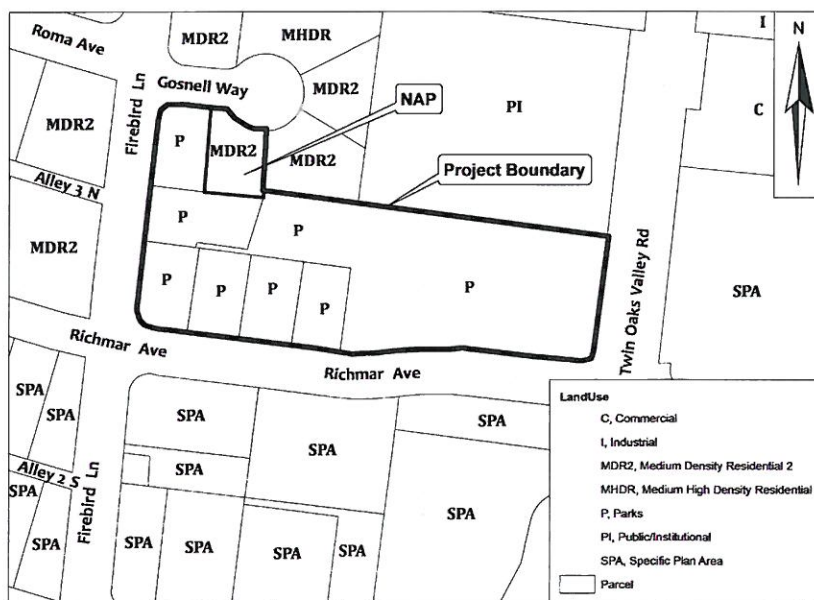 Roma Ave
MDR2
MHDR
I
N
Firebird Ln
Gosnell Way
MDR2
NAP
MDR2
PI
C
P
MDR2
MDR2
Project Boundary
Alley 3 N
P
P
MDR2
P
P
P
P
P
Twin Oaks Valley Rd
SPA
Richmar Ave
Richmar Ave
SPA
SPA
SPA
SPA
SPA
SPA
Alley 2 S
SPA
SPA
Firebird Ln
SPA
SPA
SPA
SPA
SPA
LandUse
C, Commercial
I, Industrial
MDR2, Medium Density Residential 2
MHDR, Medium High Density Residential
P, Parks
PI, Public/Institutional
SPA, Specific Plan Area
Parcel
SPA